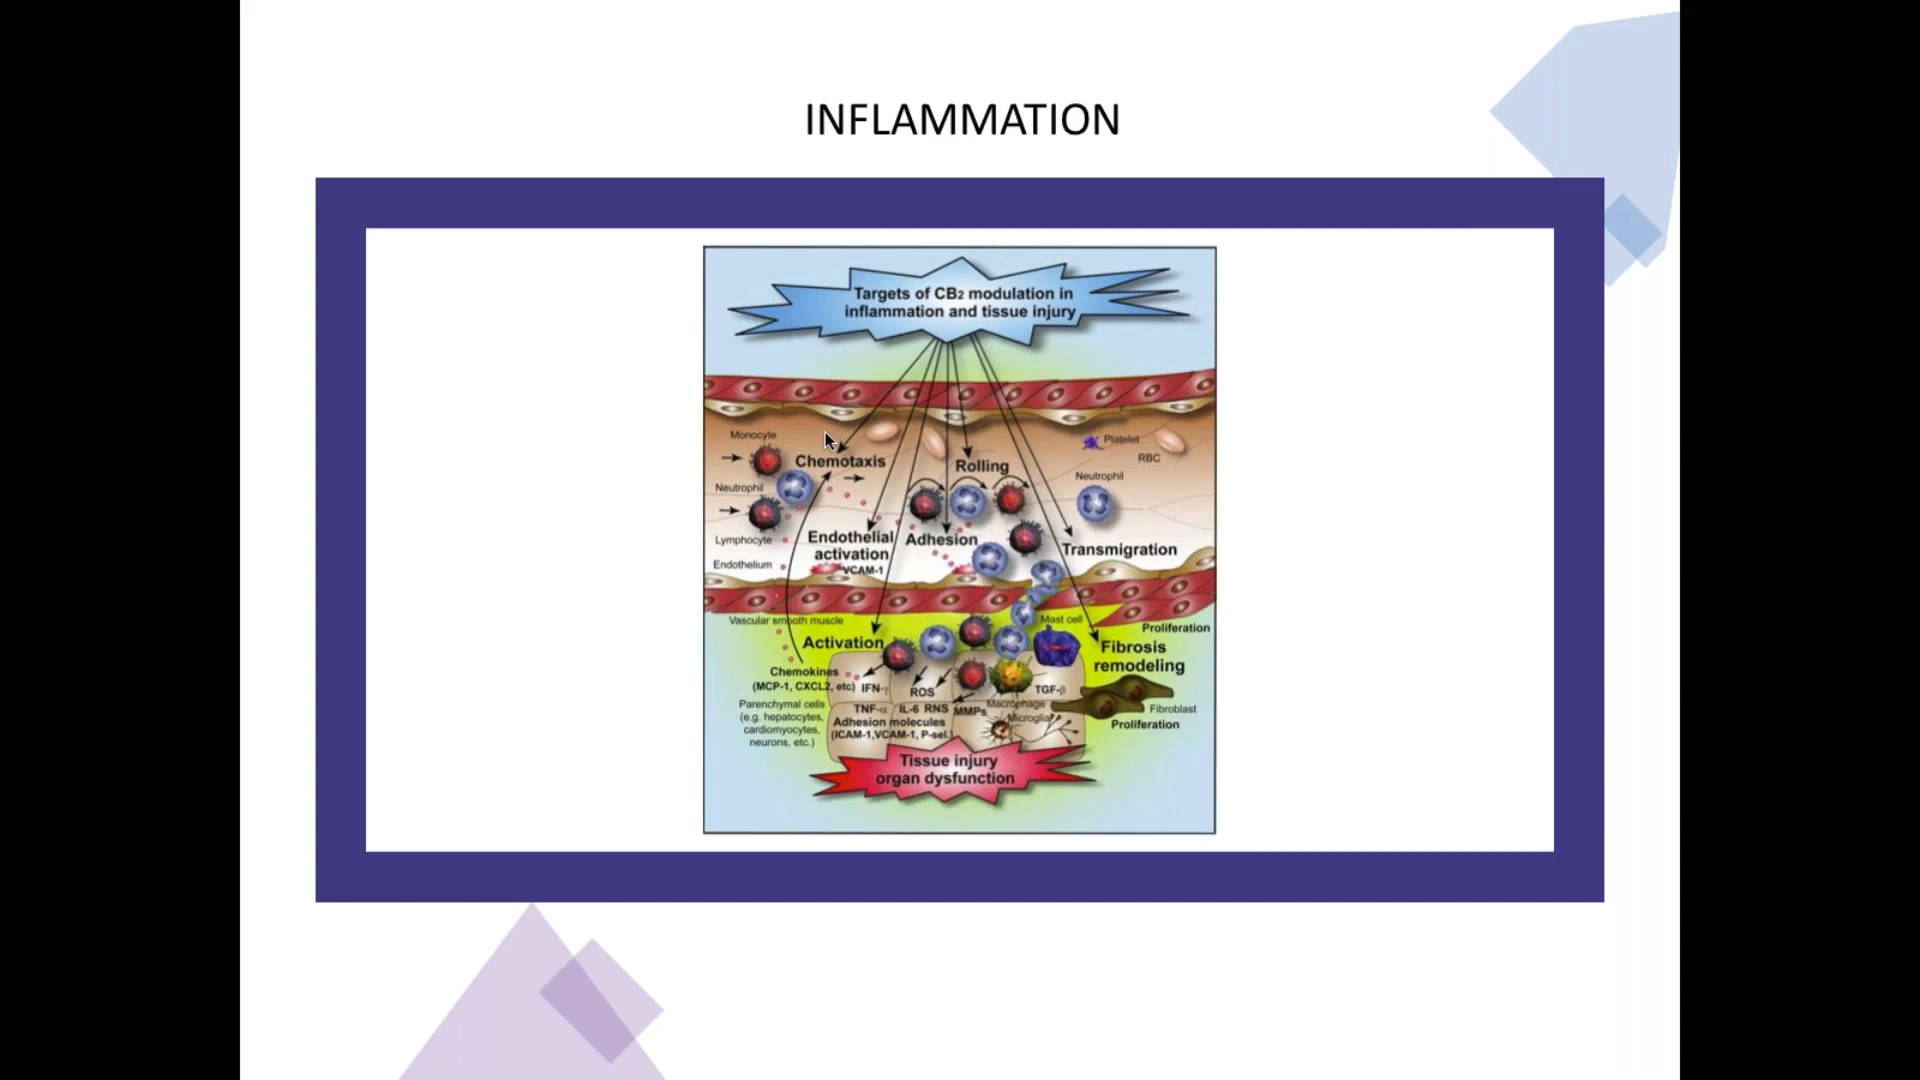 INFLAMMATION
Targets of CB2 modulation in
inflammation and tissue injury
Monocyte
Platelet
RBC
Chemotaxis
Rolling
Neutrophil
Neutrophil
Lymphocyte
Endothelial
activation
Adhesion
Transmigration
Endothelium
VCAM-1
Vascular smooth muscle
Mast cell
Proliferation
Activation
Fibrosis
remodeling
Chemokines
(MCP-1, CXCL2, etc)
IFN-γ
ROS
TGF-β
Parenchymal cells
(e.g. hepatocytes,
cardiomyocytes,
neurons, etc.)
TNF-α
IL-6
RNS
MMPs
Macrophage
Microglia
Fibroblast
Proliferation
Adhesion molecules
(ICAM-1,VCAM-1, P-sel.)
Tissue injury
organ dysfunction